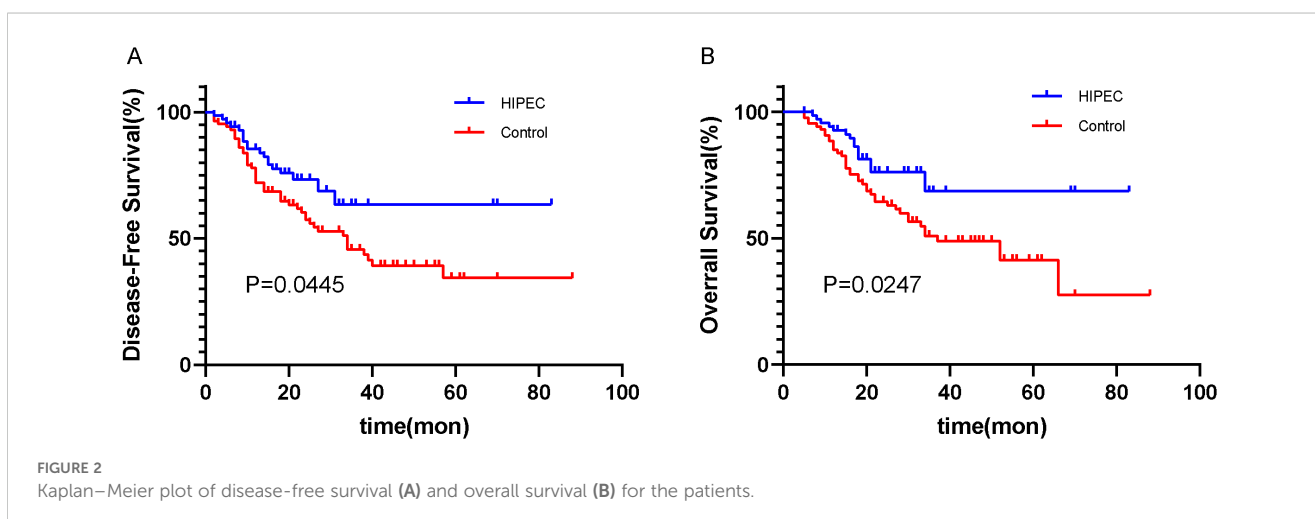 A
Disease-Free Survival(%)
100
50
0
HIPEC
Control
P=0.0445
0 20 40 60 80 100
time(mon)
B
Overrall Survival(%)
100
50
0
HIPEC
Control
P=0.0247
0 20 40 60 80 100
time(mon)
FIGURE 2
Kaplan–Meier plot of disease-free survival (A) and overall survival (B) for the patients.